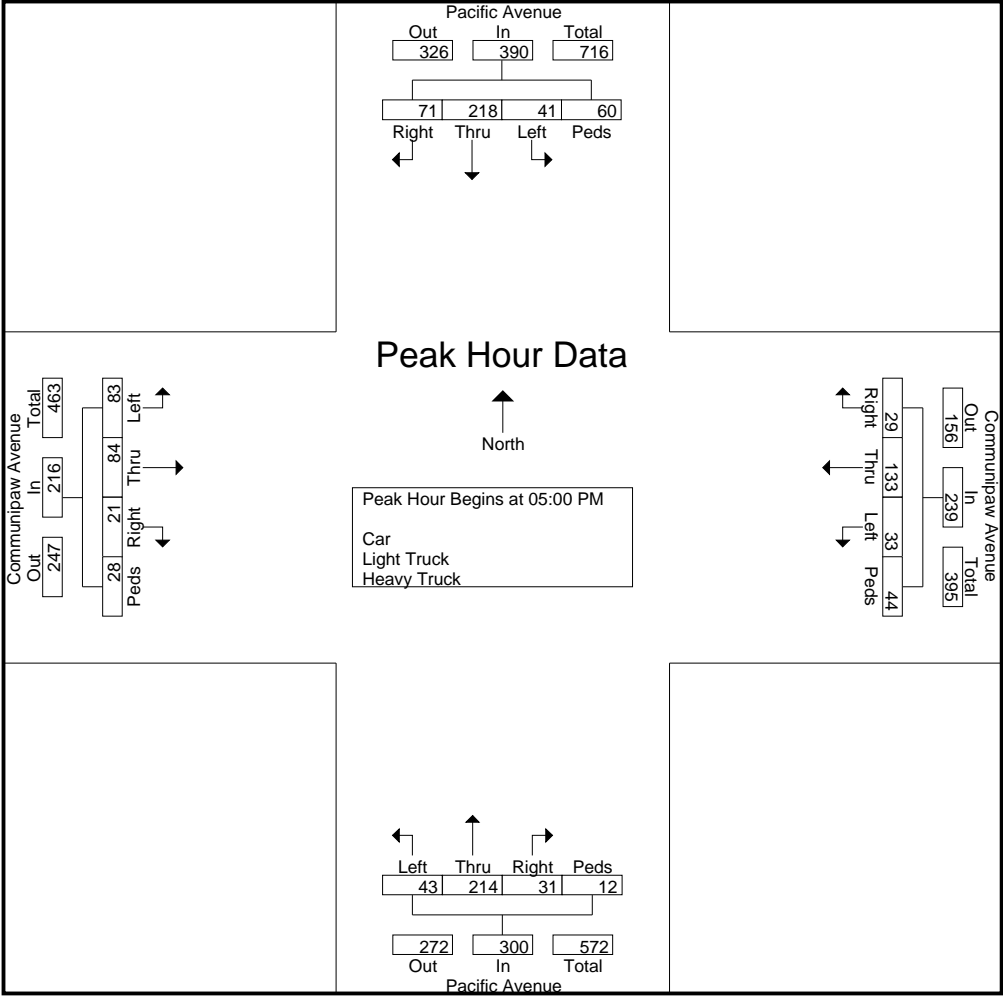 Pacific Avenue
Out In Total
326 390 716
71 218 41 60
Right Thru Left Peds
Peak Hour Data
North
Peak Hour Begins at 05:00 PM
Car
Light Truck
Heavy Truck
Communipaw Avenue
Total In Out
463 216 247
83 84 21 28
Left Thru Right Peds
Communipaw Avenue
Out In Total
156 239 395
29 133 33 44
Right Thru Left Peds
Left Thru Right Peds
43 214 31 12
272 300 572
Out In Total
Pacific Avenue